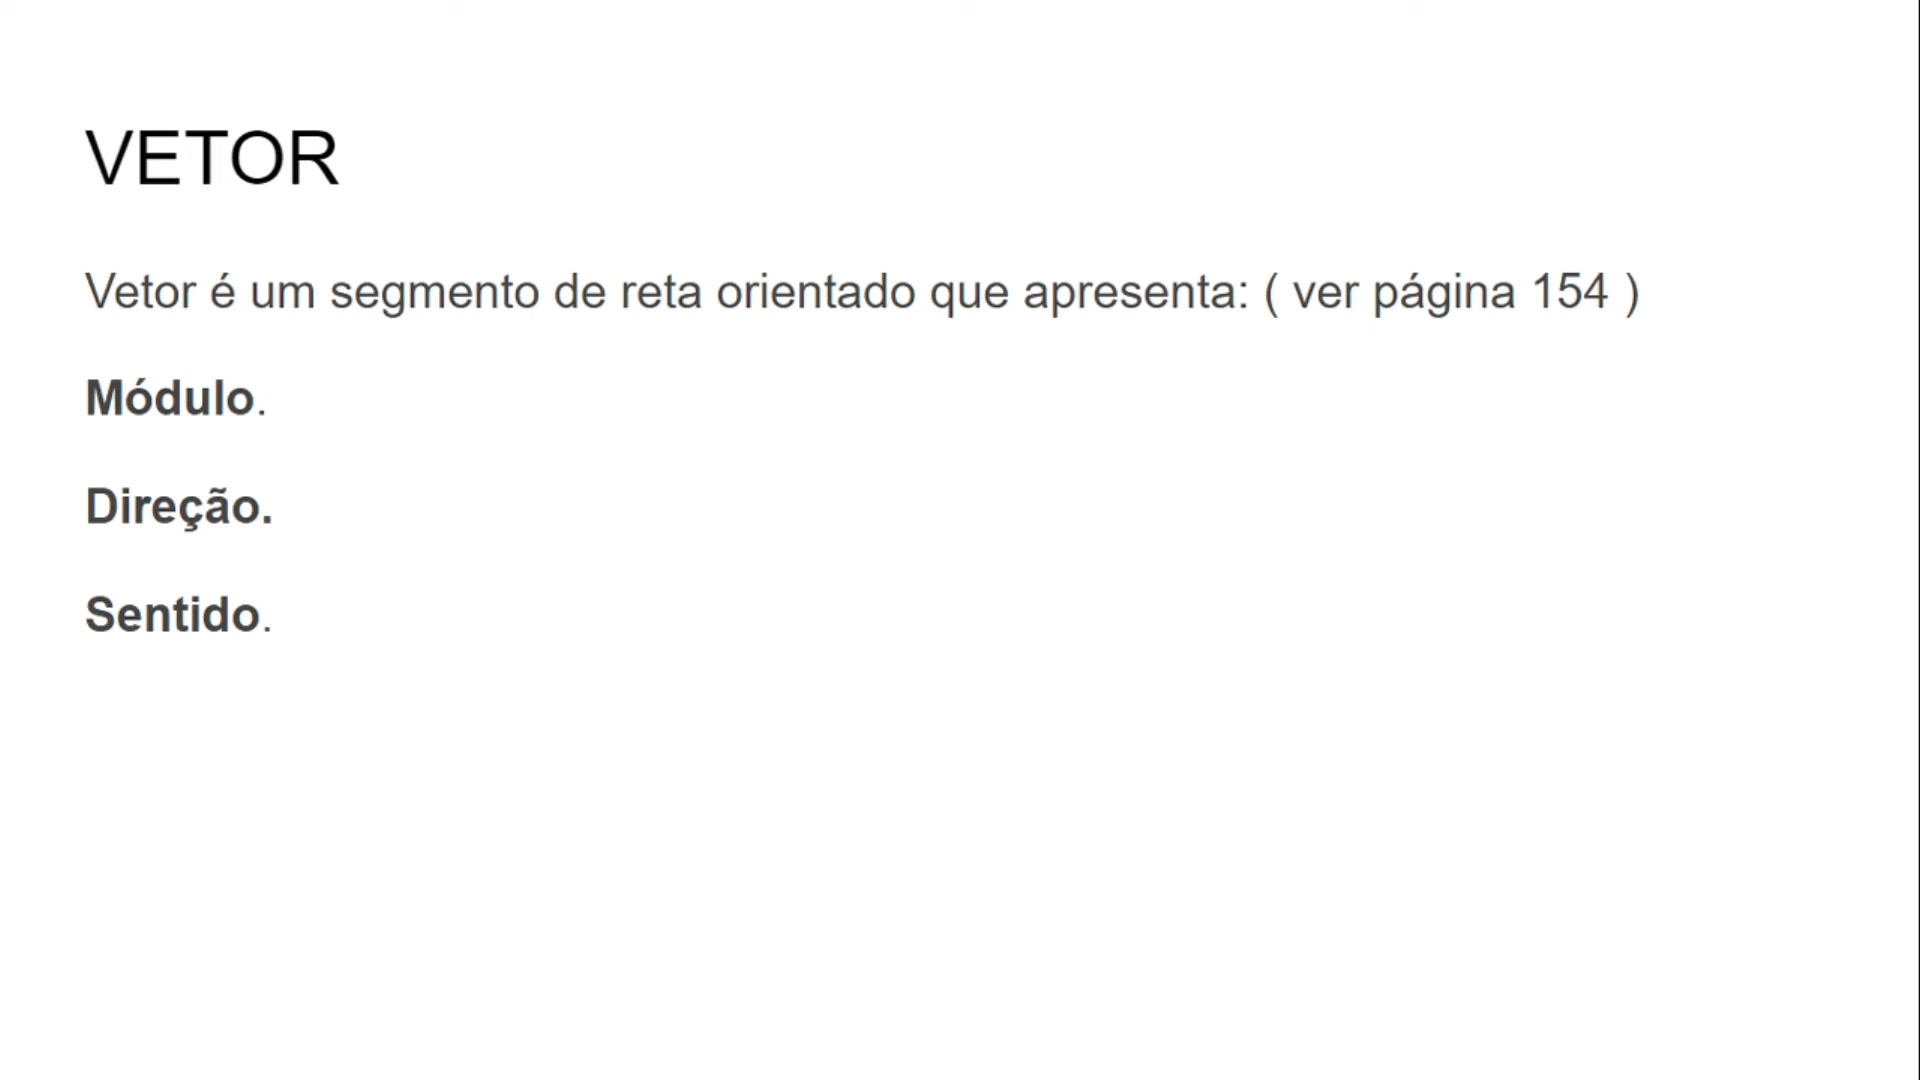 VETOR
Vetor é um segmento de reta orientado que apresenta: ( ver página 154 )
Módulo.
Direção.
Sentido.